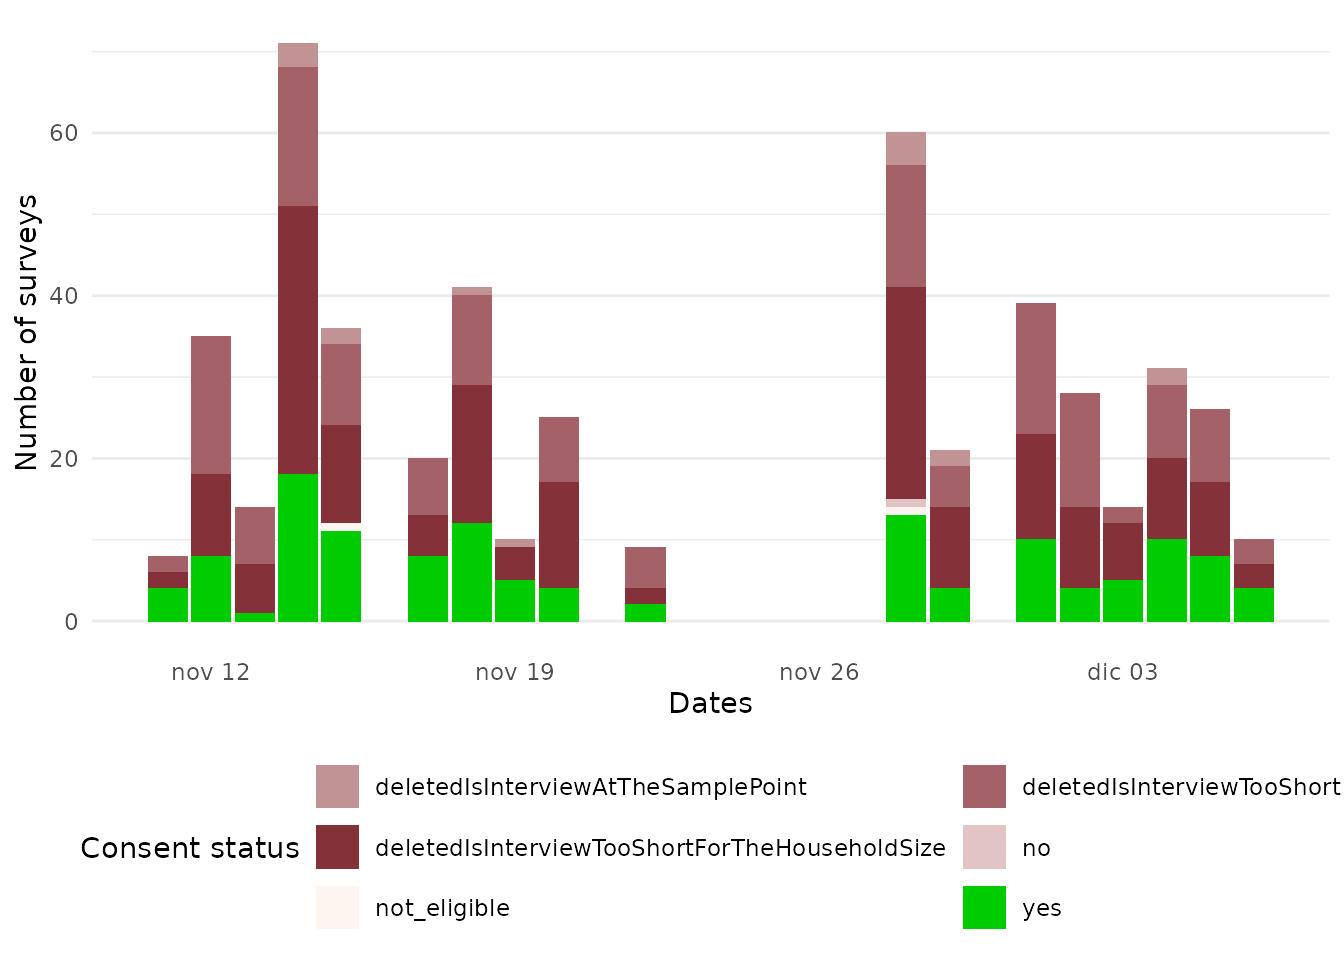 Number of surveys
60
40
20
0
nov 12
nov 19
nov 26
dic 03
Dates
Consent status
deletedIsInterviewAtTheSamplePoint
deletedIsInterviewTooShort
deletedIsInterviewTooShortForTheHouseholdSize
no
not_eligible
yes